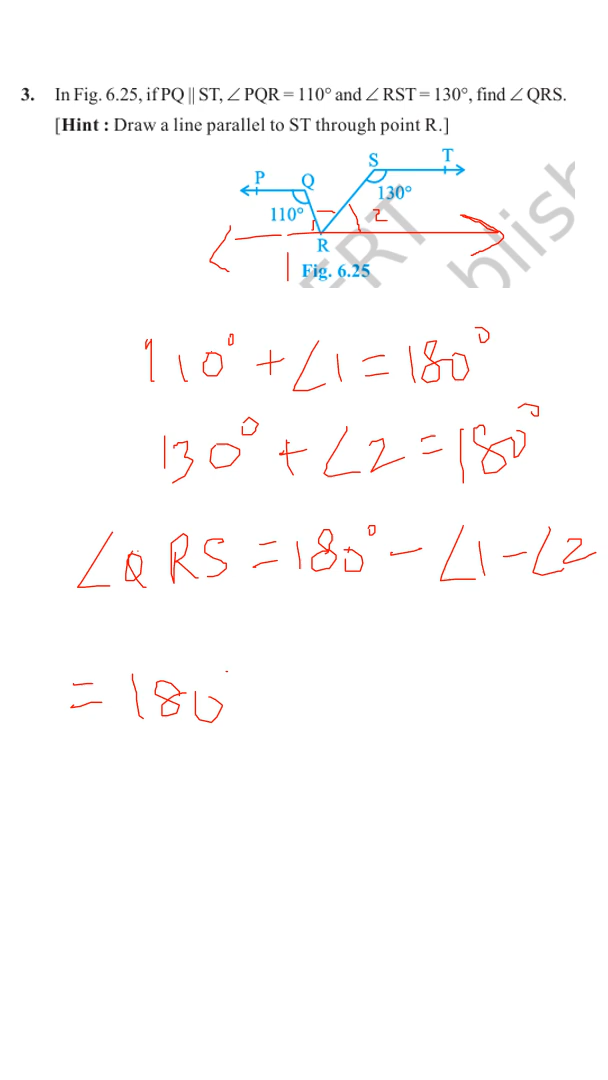 3. In Fig. 6.25, if PQ || ST, ∠ PQR = 110° and ∠ RST = 130°, find ∠ QRS.
[Hint : Draw a line parallel to ST through point R.]
S T
P Q
130°
110° 2
1
R
1
Fig. 6.25
110° + ∠1 = 180°
130° + ∠2 = 180°
∠QRS = 180° - ∠1 - ∠2
= 180